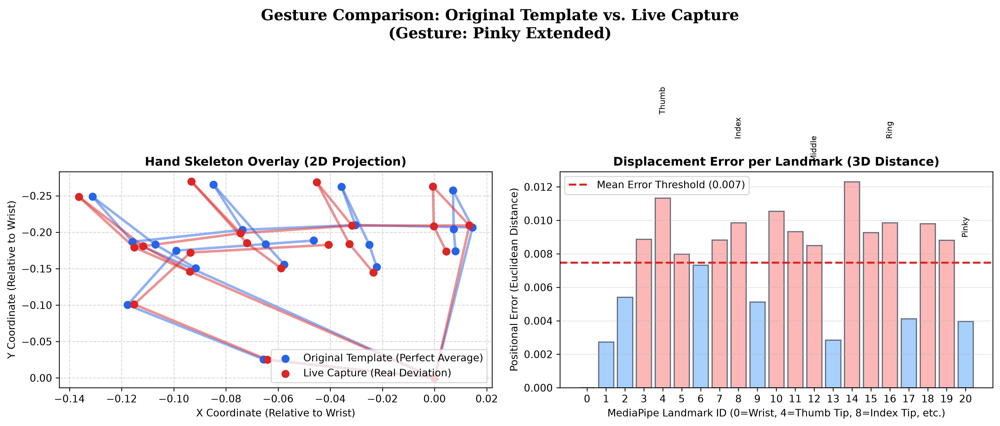 Gesture Comparison: Original Template vs. Live Capture
(Gesture: Pinky Extended)
Hand Skeleton Overlay (2D Projection)
Y Coordinate (Relative to Wrist)
−0.25
−0.20
−0.15
−0.10
−0.05
0.00
Original Template (Perfect Average)
Live Capture (Real Deviation)
−0.14 −0.12 −0.10 −0.08 −0.06 −0.04 −0.02 0.00 0.02
X Coordinate (Relative to Wrist)
Thumb
Index
Middle
Ring
Pinky
Displacement Error per Landmark (3D Distance)
Mean Error Threshold (0.007)
Positional Error (Euclidean Distance)
0.012
0.010
0.008
0.006
0.004
0.002
0.000
0 1 2 3 4 5 6 7 8 9 10 11 12 13 14 15 16 17 18 19 20
MediaPipe Landmark ID (0=Wrist, 4=Thumb Tip, 8=Index Tip, etc.)